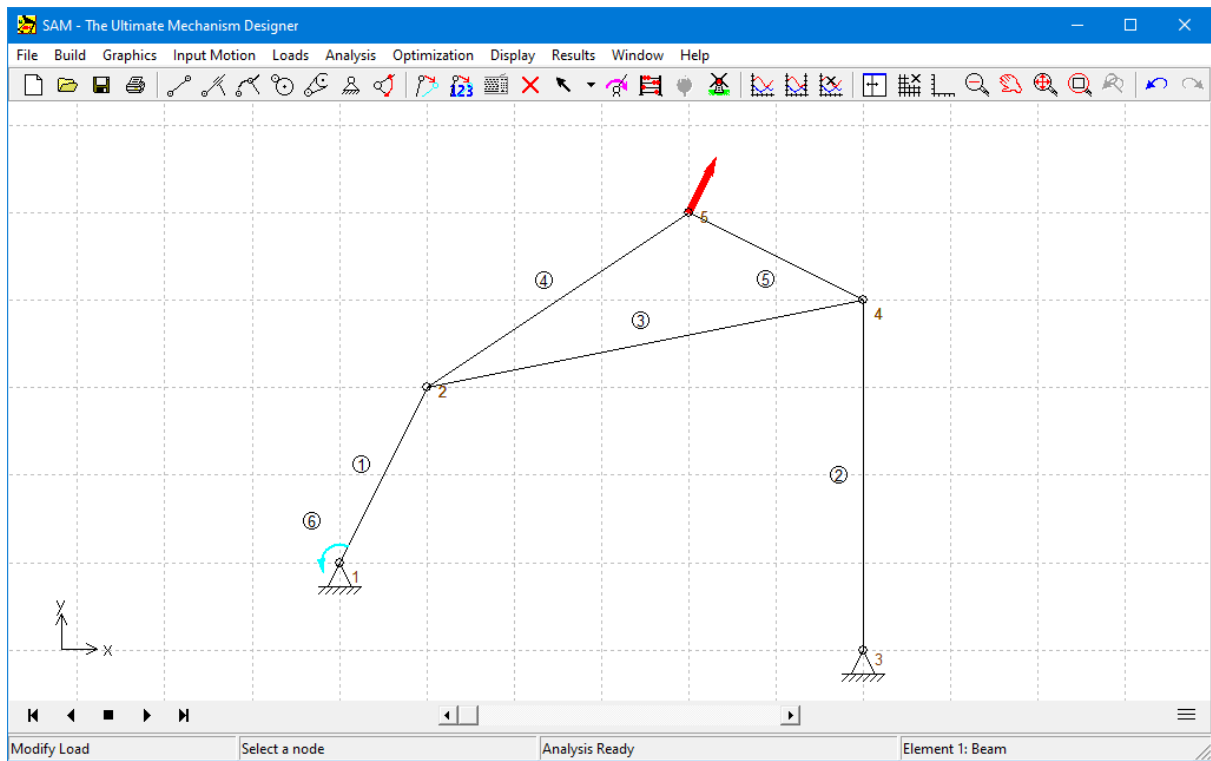 SAM - The Ultimate Mechanism Designer
File Build Graphics Input Motion Loads Analysis Optimization Display Results Window Help
123
5
④
⑤
③
4
2
①
②
⑥
1
y
x
3
Modify Load Select a node Analysis Ready Element 1: Beam